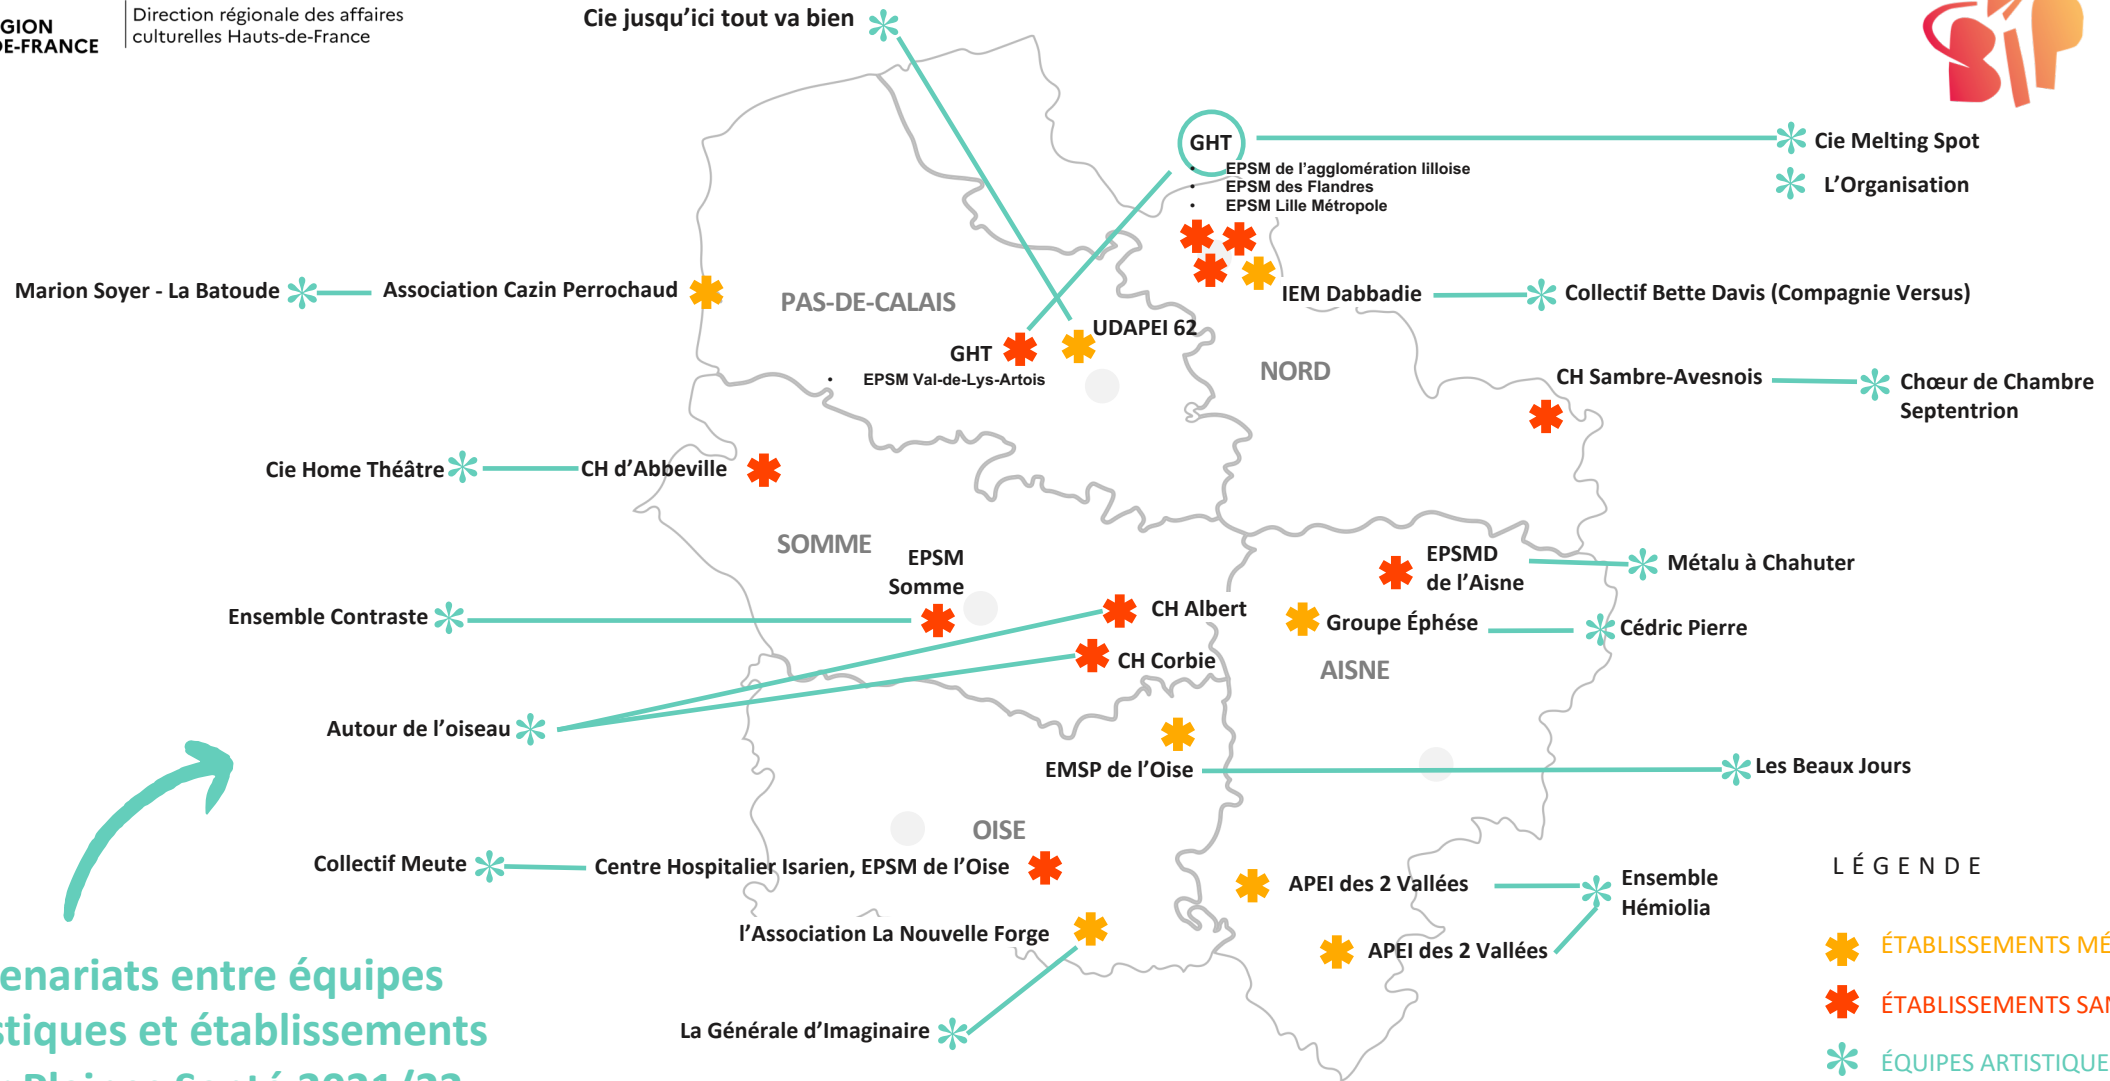 GION
DE-FRANCE
Direction régionale des affaires
culturelles Hauts-de-France
Cie jusqu'ici tout va bien
BIP
GHT
• EPSM de l'agglomération lilloise
• EPSM des Flandres
• EPSM Lille Métropole
Cie Melting Spot
L'Organisation
Marion Soyer - La Batoude
Association Cazin Perrochaud
PAS-DE-CALAIS
IEM Dabbadie
Collectif Bette Davis (Compagnie Versus)
UDAPEI 62
GHT
• EPSM Val-de-Lys-Artois
NORD
CH Sambre-Avesnois
Chœur de Chambre
Septentrion
Cie Home Théâtre
CH d'Abbeville
SOMME
EPSM
Somme
EPSMD
de l'Aisne
Métalu à Chahuter
Ensemble Contraste
CH Albert
Groupe Éphése
Cédric Pierre
CH Corbie
AISNE
Autour de l'oiseau
EMSP de l'Oise
Les Beaux Jours
OISE
Collectif Meute
Centre Hospitalier Isarien, EPSM de l'Oise
APEI des 2 Vallées
Ensemble
Hémiolia
l'Association La Nouvelle Forge
APEI des 2 Vallées
La Générale d'Imaginaire
LÉGENDE
ÉTABLISSEMENTS MÉ
ÉTABLISSEMENTS SAN
ÉQUIPES ARTISTIQUE
enariats entre équipes
stiques et établissements
Plaines Santé 2021/22